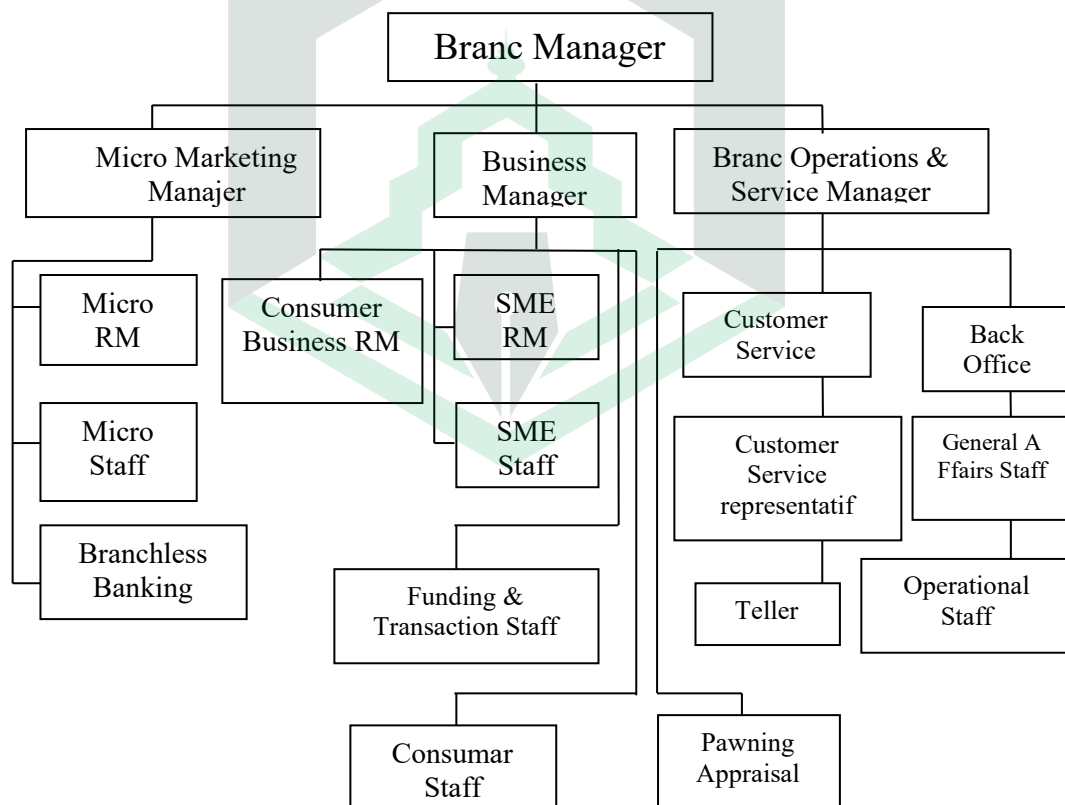 Branc Manager
Micro Marketing
Manajer
Business
Manager
Branc Operations &
Service Manager
Micro
RM
Consumer
Business RM
SME
RM
Customer
Service
Back
Office
Micro
Staff
SME
Staff
Customer
Service
representatif
General A
Ffairs Staff
Branchless
Banking
Funding &
Transaction Staff
Teller
Operational
Staff
Consumar
Staff
Pawning
Appraisal